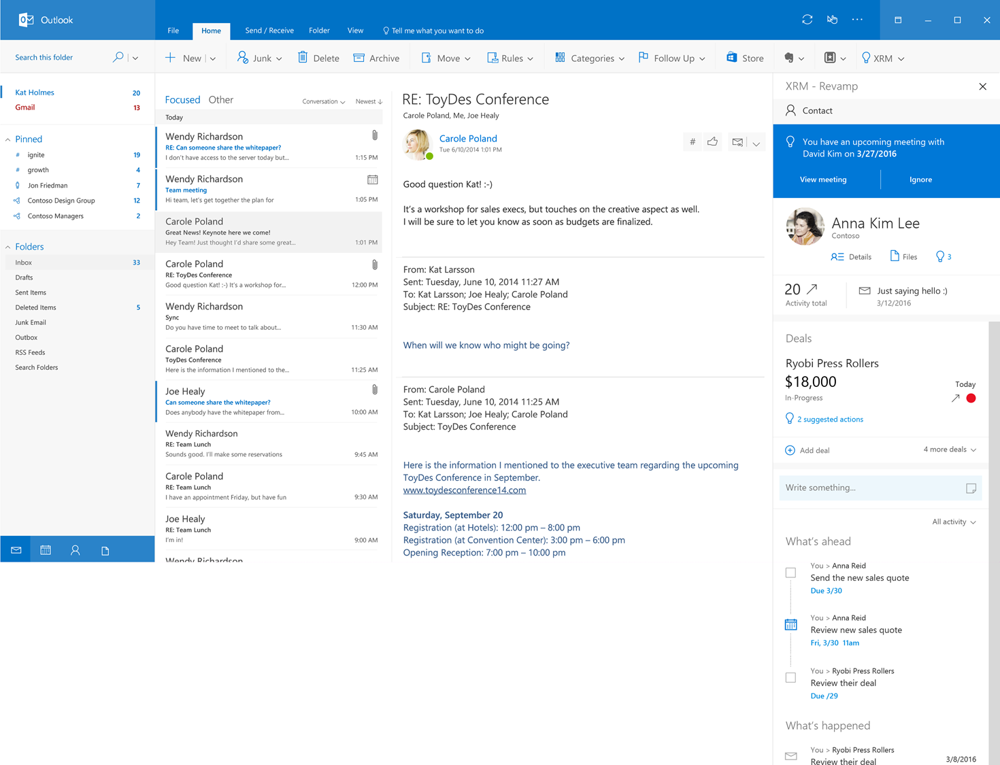 Outlook
File
Home
Send / Receive
Folder
View
Tell me what you want to do
Search this folder
New
Junk
Delete
Archive
Move
Rules
Categories
Follow Up
Store
XRM
Kat Holmes 20
Gmail 13
Pinned
# ignite 19
# growth 4
Jon Friedman 7
Contoso Design Group 12
Contoso Managers 2
Folders
Inbox 33
Drafts
Sent Items
Deleted Items 5
Junk Email
Outbox
RSS Feeds
Search Folders
Focused Other
Conversation Newest
Today
Wendy Richardson
RE: Can someone share the whitepaper?
I don't have access to the server today but... 1:15 PM
Wendy Richardson
Team meeting
Hi team, let's get together the plan for 1:05 PM
Carole Poland
Great News! Keynote here we come!
Hey Team! Just thought I'd share some great... 1:01 PM
Carole Poland
RE: ToyDes Conference
Good question Kat! :-) It's a workshop for... 12:00 PM
Wendy Richardson
Sync
Do you have time to meet to talk about... 11:30 AM
Carole Poland
ToyDes Conference
Here is the information I mentioned to the... 11:25 AM
Joe Healy
Can someone share the whitepaper?
Does anybody have the whitepaper from... 10:00 AM
Wendy Richardson
RE: Team Lunch
Sounds good. I'll make some reservations 9:45 AM
Carole Poland
RE: Team Lunch
I have an appointment Friday, but have fun 9:30 AM
Joe Healy
RE: Team Lunch
I'm in! 9:00 AM
Wendy Richardson
RE: ToyDes Conference
Carole Poland, Me, Joe Healy
Carole Poland
Tue 6/10/2014 1:01 PM
#
Good question Kat! :-)
It's a workshop for sales execs, but touches on the creative aspect as well.
I will be sure to let you know as soon as budgets are finalized.
From: Kat Larsson
Sent: Tuesday, June 10, 2014 11:27 AM
To: Kat Larsson; Joe Healy; Carole Poland
Subject: RE: ToyDes Conference
When will we know who might be going?
From: Carole Poland
Sent: Tuesday, June 10, 2014 11:25 AM
To: Kat Larsson; Joe Healy; Carole Poland
Subject: ToyDes Conference
Here is the information I mentioned to the executive team regarding the upcoming
ToyDes Conference in September.
www.toydesconference14.com
Saturday, September 20
Registration (at Hotels): 12:00 pm – 8:00 pm
Registration (at Convention Center): 3:00 pm – 6:00 pm
Opening Reception: 7:00 pm – 10:00 pm
XRM - Revamp
Contact
You have an upcoming meeting with
David Kim on 3/27/2016
View meeting Ignore
Anna Kim Lee
Contoso
Details Files 3
20
Activity total
Just saying hello :)
3/12/2016
Deals
Ryobi Press Rollers
$18,000
In-Progress
Today
2 suggested actions
Add deal 4 more deals
Write something...
All activity
What's ahead
You > Anna Reid
Send the new sales quote
Due 3/30
You > Anna Reid
Review new sales quote
Fri, 3/30 11am
You > Ryobi Press Rollers
Review their deal
Due /29
What's happened
You > Ryobi Press Rollers
Review their deal 3/8/2016